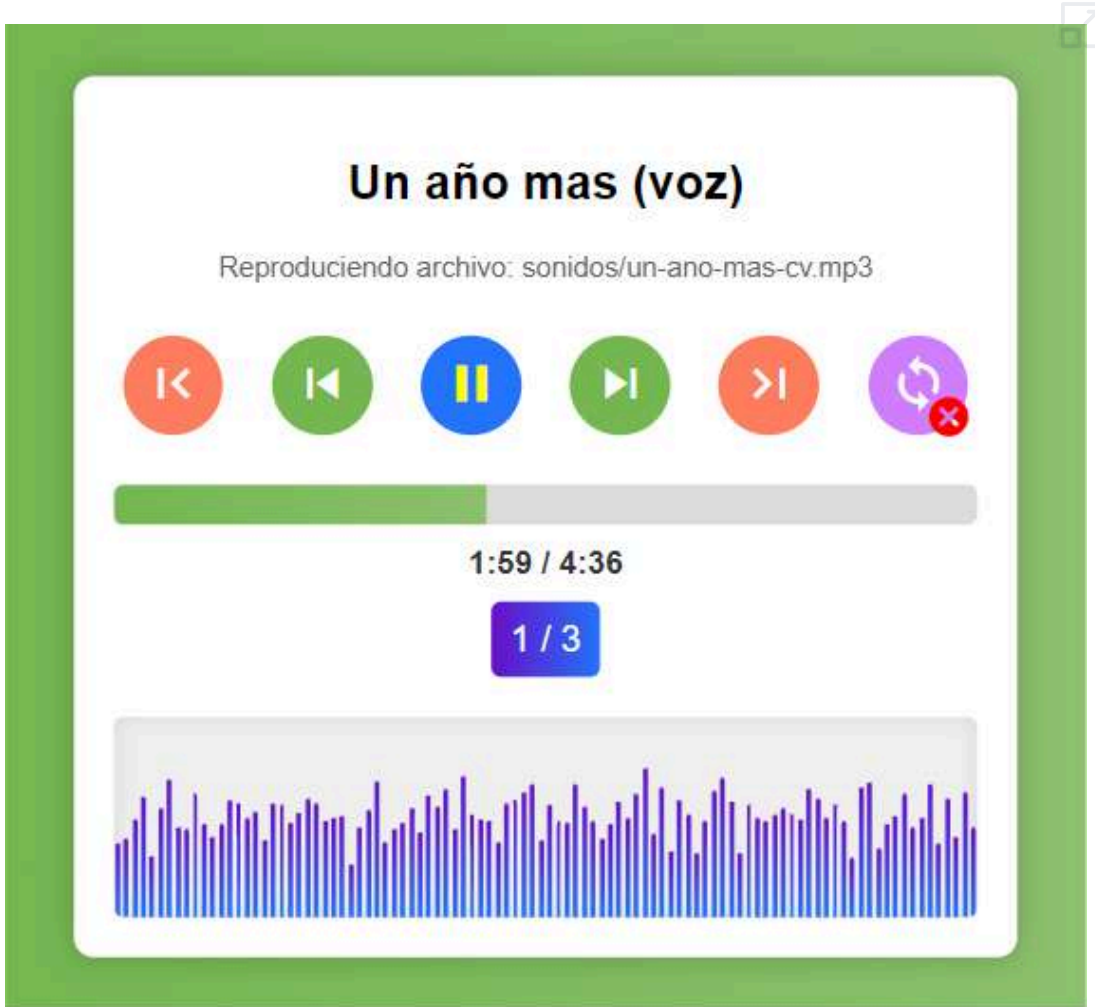 Un año mas (voz)
Reproduciendo archivo: sonidos/un-ano-mas-cv.mp3
1:59 / 4:36
1 / 3